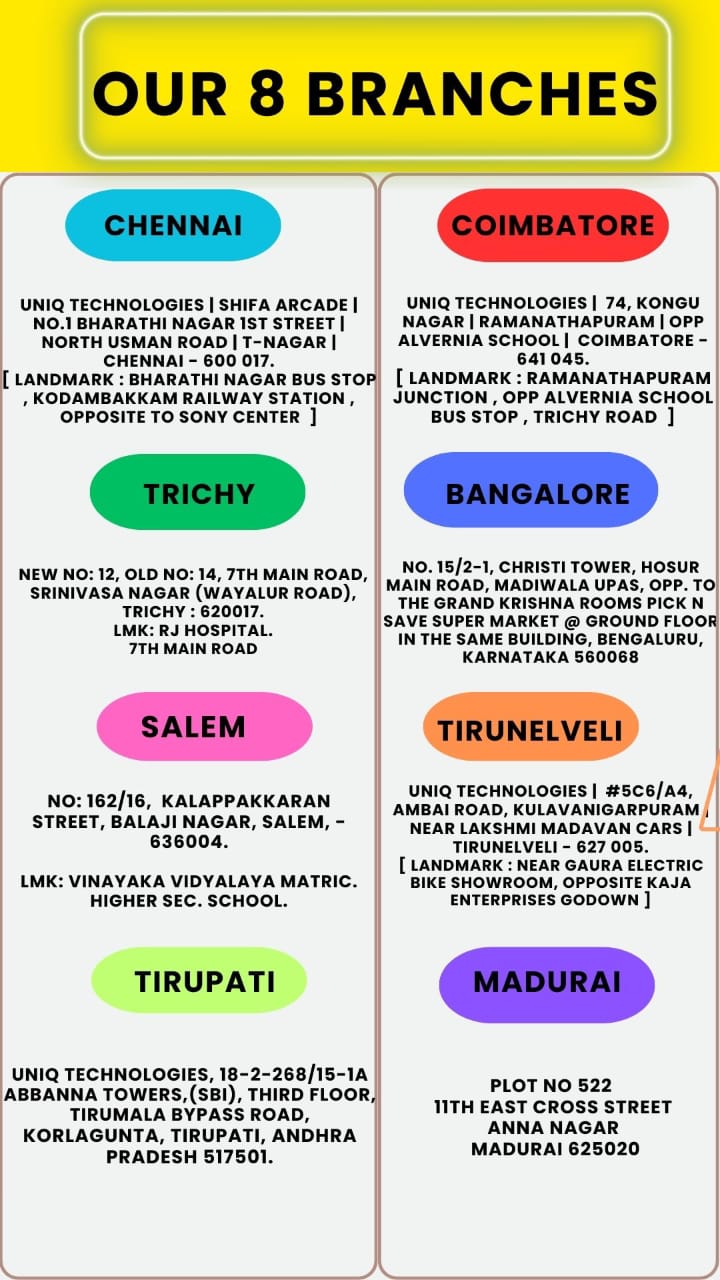 OUR 8 BRANCHES
CHENNAI
UNIQ TECHNOLOGIES | SHIFA ARCADE |
NO.1 BHARATHI NAGAR 1ST STREET |
NORTH USMAN ROAD | T-NAGAR |
CHENNAI - 600 017.
[ LANDMARK : BHARATHI NAGAR BUS STOP
, KODAMBAKKAM RAILWAY STATION ,
OPPOSITE TO SONY CENTER ]
COIMBATORE
UNIQ TECHNOLOGIES | 74, KONGU
NAGAR | RAMANATHAPURAM | OPP
ALVERNIA SCHOOL | COIMBATORE -
641 045.
[ LANDMARK : RAMANATHAPURAM
JUNCTION , OPP ALVERNIA SCHOOL
BUS STOP , TRICHY ROAD ]
TRICHY
NEW NO: 12, OLD NO: 14, 7TH MAIN ROAD,
SRINIVASA NAGAR (WAYALUR ROAD),
TRICHY : 620017.
LMK: RJ HOSPITAL.
7TH MAIN ROAD
BANGALORE
NO. 15/2-1, CHRISTI TOWER, HOSUR
MAIN ROAD, MADIWALA UPAS, OPP. TO
THE GRAND KRISHNA ROOMS PICK N
SAVE SUPER MARKET @ GROUND FLOOR
IN THE SAME BUILDING, BENGALURU,
KARNATAKA 560068
SALEM
NO: 162/16, KALAPPAKKARAN
STREET, BALAJI NAGAR, SALEM, -
636004.
LMK: VINAYAKA VIDYALAYA MATRIC.
HIGHER SEC. SCHOOL.
TIRUNELVELI
UNIQ TECHNOLOGIES | #5C6/A4,
AMBAI ROAD, KULAVANIGARPURAM |
NEAR LAKSHMI MADAVAN CARS |
TIRUNELVELI - 627 005.
[ LANDMARK : NEAR GAURA ELECTRIC
BIKE SHOWROOM, OPPOSITE KAJA
ENTERPRISES GODOWN ]
TIRUPATI
UNIQ TECHNOLOGIES, 18-2-268/15-1A
ABBANNA TOWERS,(SBI), THIRD FLOOR,
TIRUMALA BYPASS ROAD,
KORLAGUNTA, TIRUPATI, ANDHRA
PRADESH 517501.
MADURAI
PLOT NO 522
11TH EAST CROSS STREET
ANNA NAGAR
MADURAI 625020